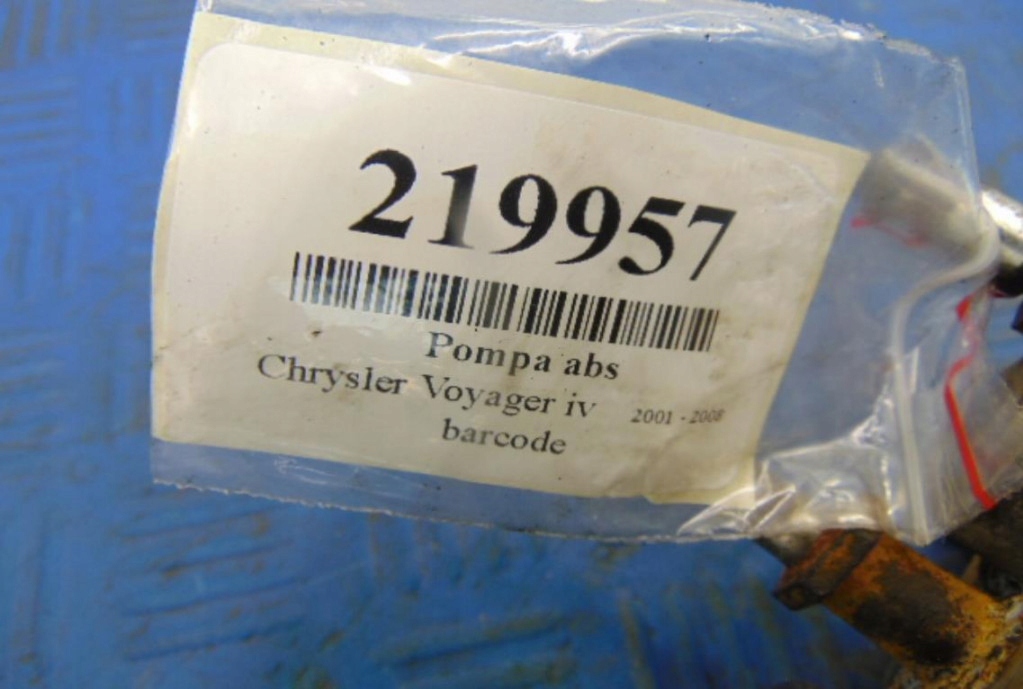 219957
Pompa abs
Chrysler Voyager iv 2001 - 2008
barcode